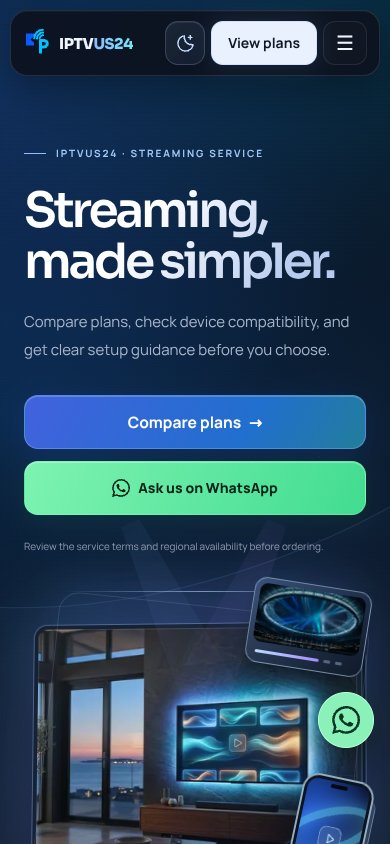 IPTVUS24
View plans
IPTVUS24 · STREAMING SERVICE
Streaming,
made simpler.
Compare plans, check device compatibility, and
get clear setup guidance before you choose.
Compare plans →
Ask us on WhatsApp
Review the service terms and regional availability before ordering.